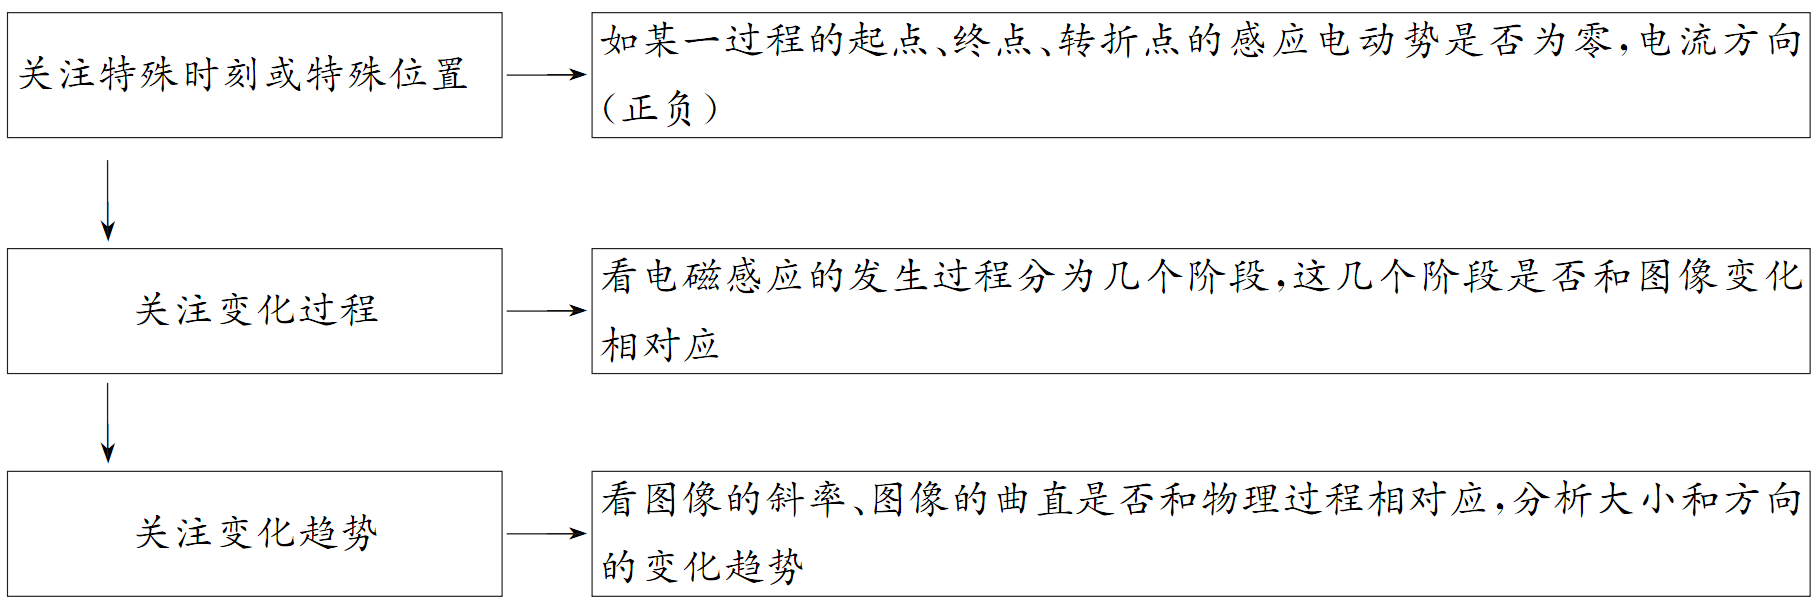 关注特殊时刻或特殊位置
如某一过程的起点、终点、转折点的感应电动势是否为零,电流方向
(正负)
关注变化过程
看电磁感应的发生过程分为几个阶段,这几个阶段是否和图像变化
相对应
关注变化趋势
看图像的斜率、图像的曲直是否和物理过程相对应,分析大小和方向
的变化趋势